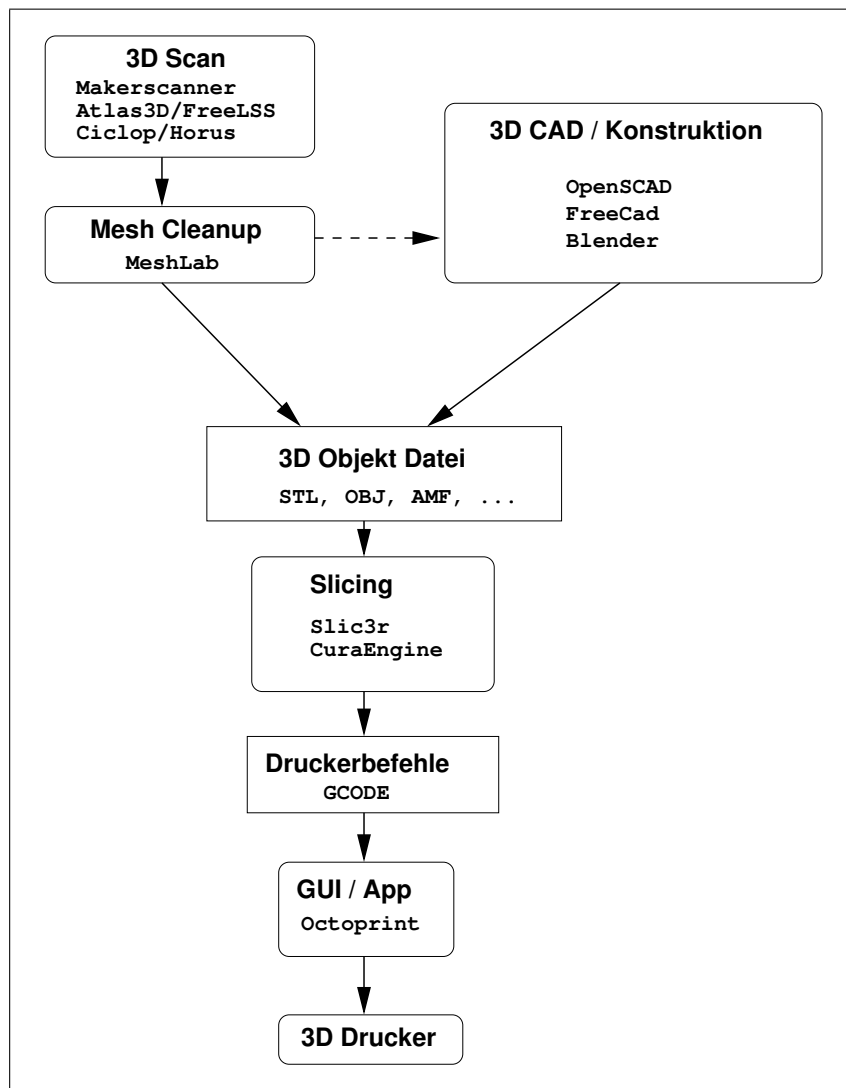 3D Scan
Makerscanner
Atlas3D/FreeLSS
Ciclop/Horus
3D CAD / Konstruktion
OpenSCAD
FreeCad
Blender
Mesh Cleanup
MeshLab
3D Objekt Datei
STL, OBJ, AMF, ...
Slicing
Slic3r
CuraEngine
Druckerbefehle
GCODE
GUI / App
Octoprint
3D Drucker